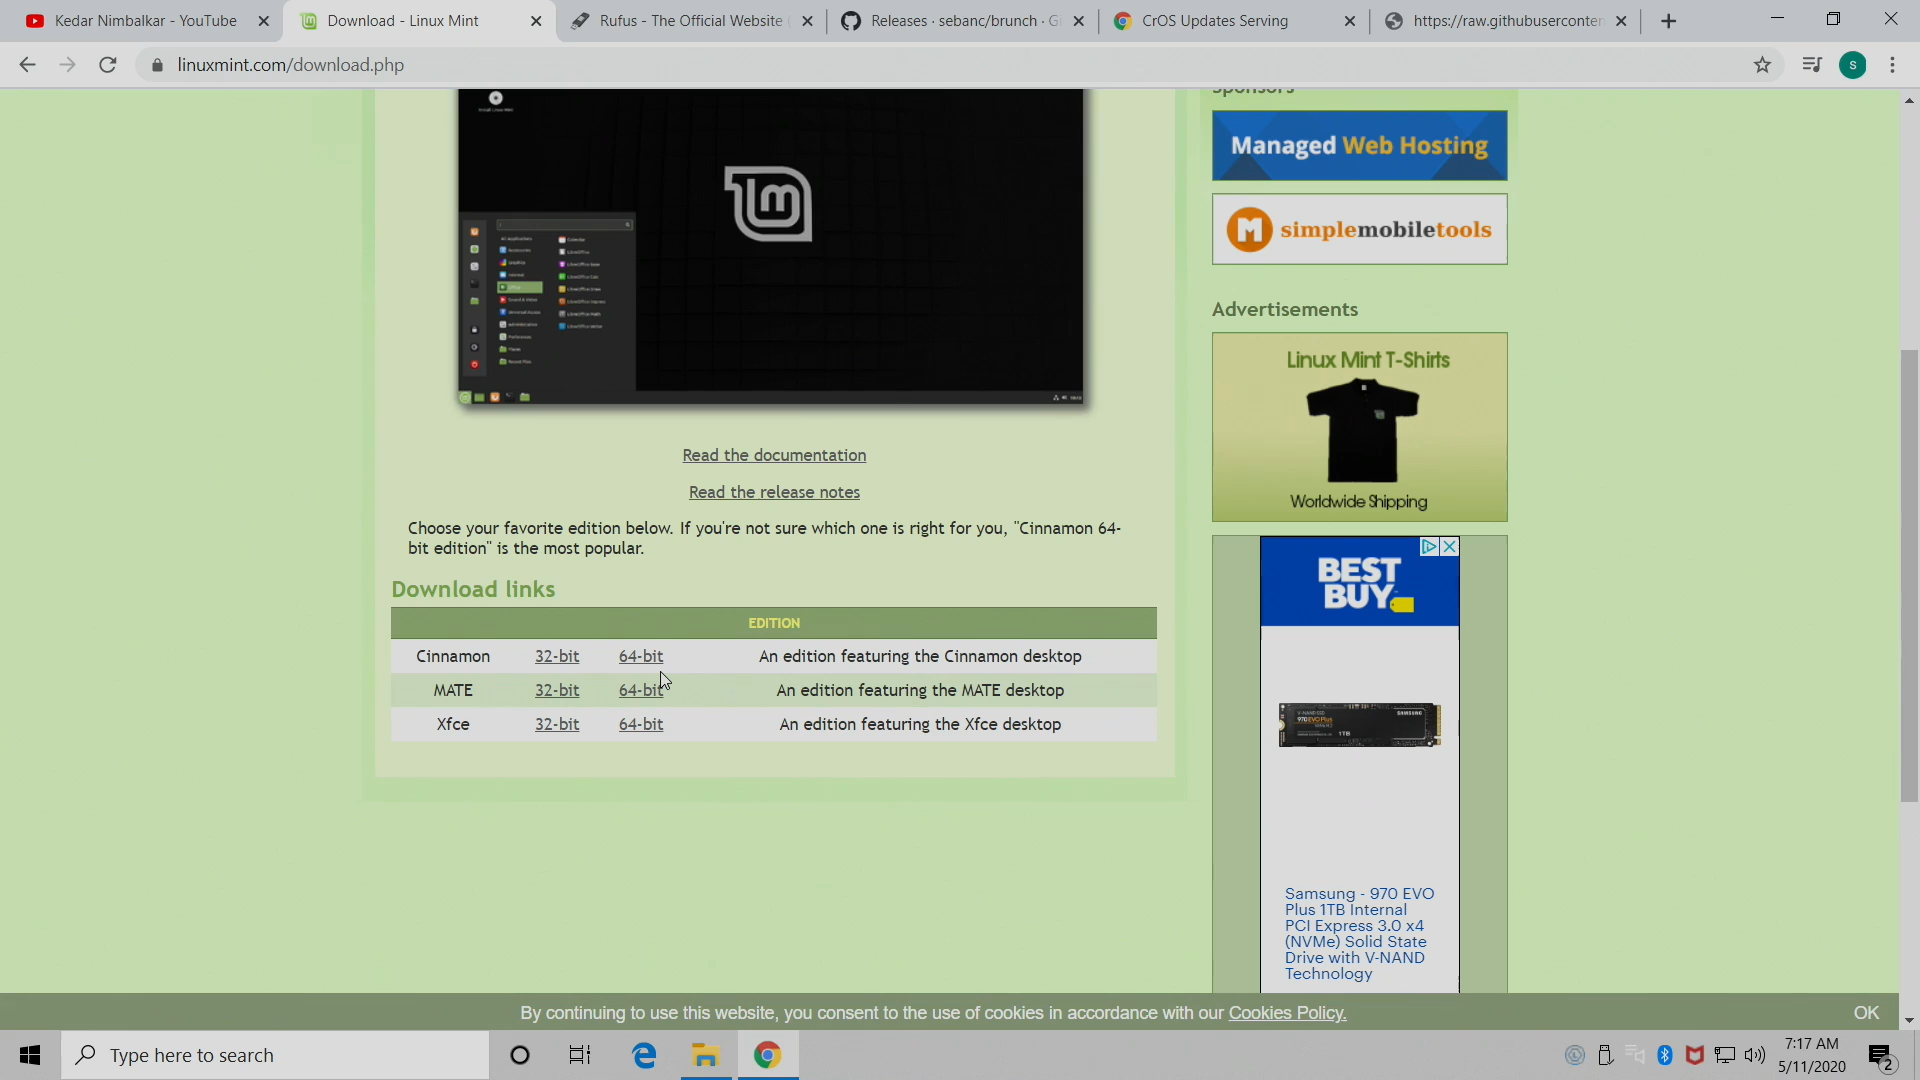 Kedar Nimbalkar - YouTube
Download - Linux Mint
Rufus - The Official Website
Releases · sebanc/brunch · G
CrOS Updates Serving
https://raw.githubuserconten
linuxmint.com/download.php
s
Sponsors
Managed Web Hosting
simplemobiletools
Advertisements
Linux Mint T-Shirts
Worldwide Shipping
Read the documentation
Read the release notes
Choose your favorite edition below. If you're not sure which one is right for you, "Cinnamon 64-
bit edition" is the most popular.
Download links
EDITION
Cinnamon 32-bit 64-bit An edition featuring the Cinnamon desktop
MATE 32-bit 64-bit An edition featuring the MATE desktop
Xfce 32-bit 64-bit An edition featuring the Xfce desktop
BEST
BUY
SAMSUNG
970 EVO Plus
1TB
Samsung - 970 EVO
Plus 1TB Internal
PCI Express 3.0 x4
(NVMe) Solid State
Drive with V-NAND
Technology
By continuing to use this website, you consent to the use of cookies in accordance with our Cookies Policy.
OK
Type here to search
7:17 AM
5/11/2020
2